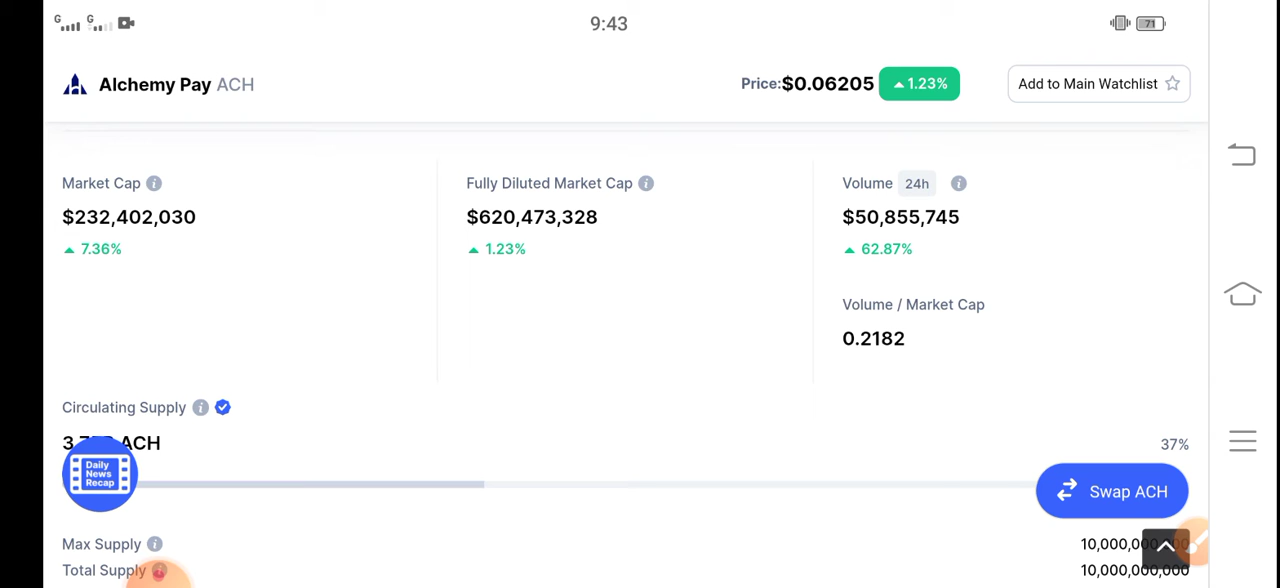 G G 9:43 71
Alchemy Pay ACH Price:$0.06205 1.23% Add to Main Watchlist
Market Cap Fully Diluted Market Cap Volume 24h
$232,402,030 $620,473,328 $50,855,745
7.36% 1.23% 62.87%
Volume / Market Cap
0.2182
Circulating Supply
ACH 37%
Daily
News
Recap
Swap ACH
Max Supply
Total Supply 10,000,000,000